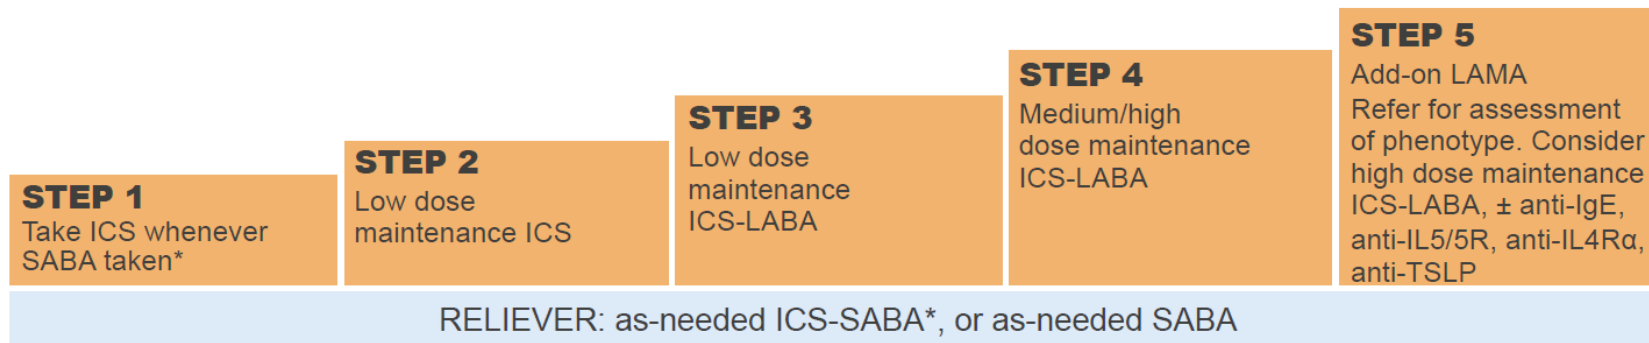 STEP 1
Take ICS whenever
SABA taken*
STEP 2
Low dose
maintenance ICS
STEP 3
Low dose
maintenance
ICS-LABA
STEP 4
Medium/high
dose maintenance
ICS-LABA
STEP 5
Add-on LAMA
Refer for assessment
of phenotype. Consider
high dose maintenance
ICS-LABA, ± anti-IgE,
anti-IL5/5R, anti-IL4Rα,
anti-TSLP
RELIEVER: as-needed ICS-SABA*, or as-needed SABA